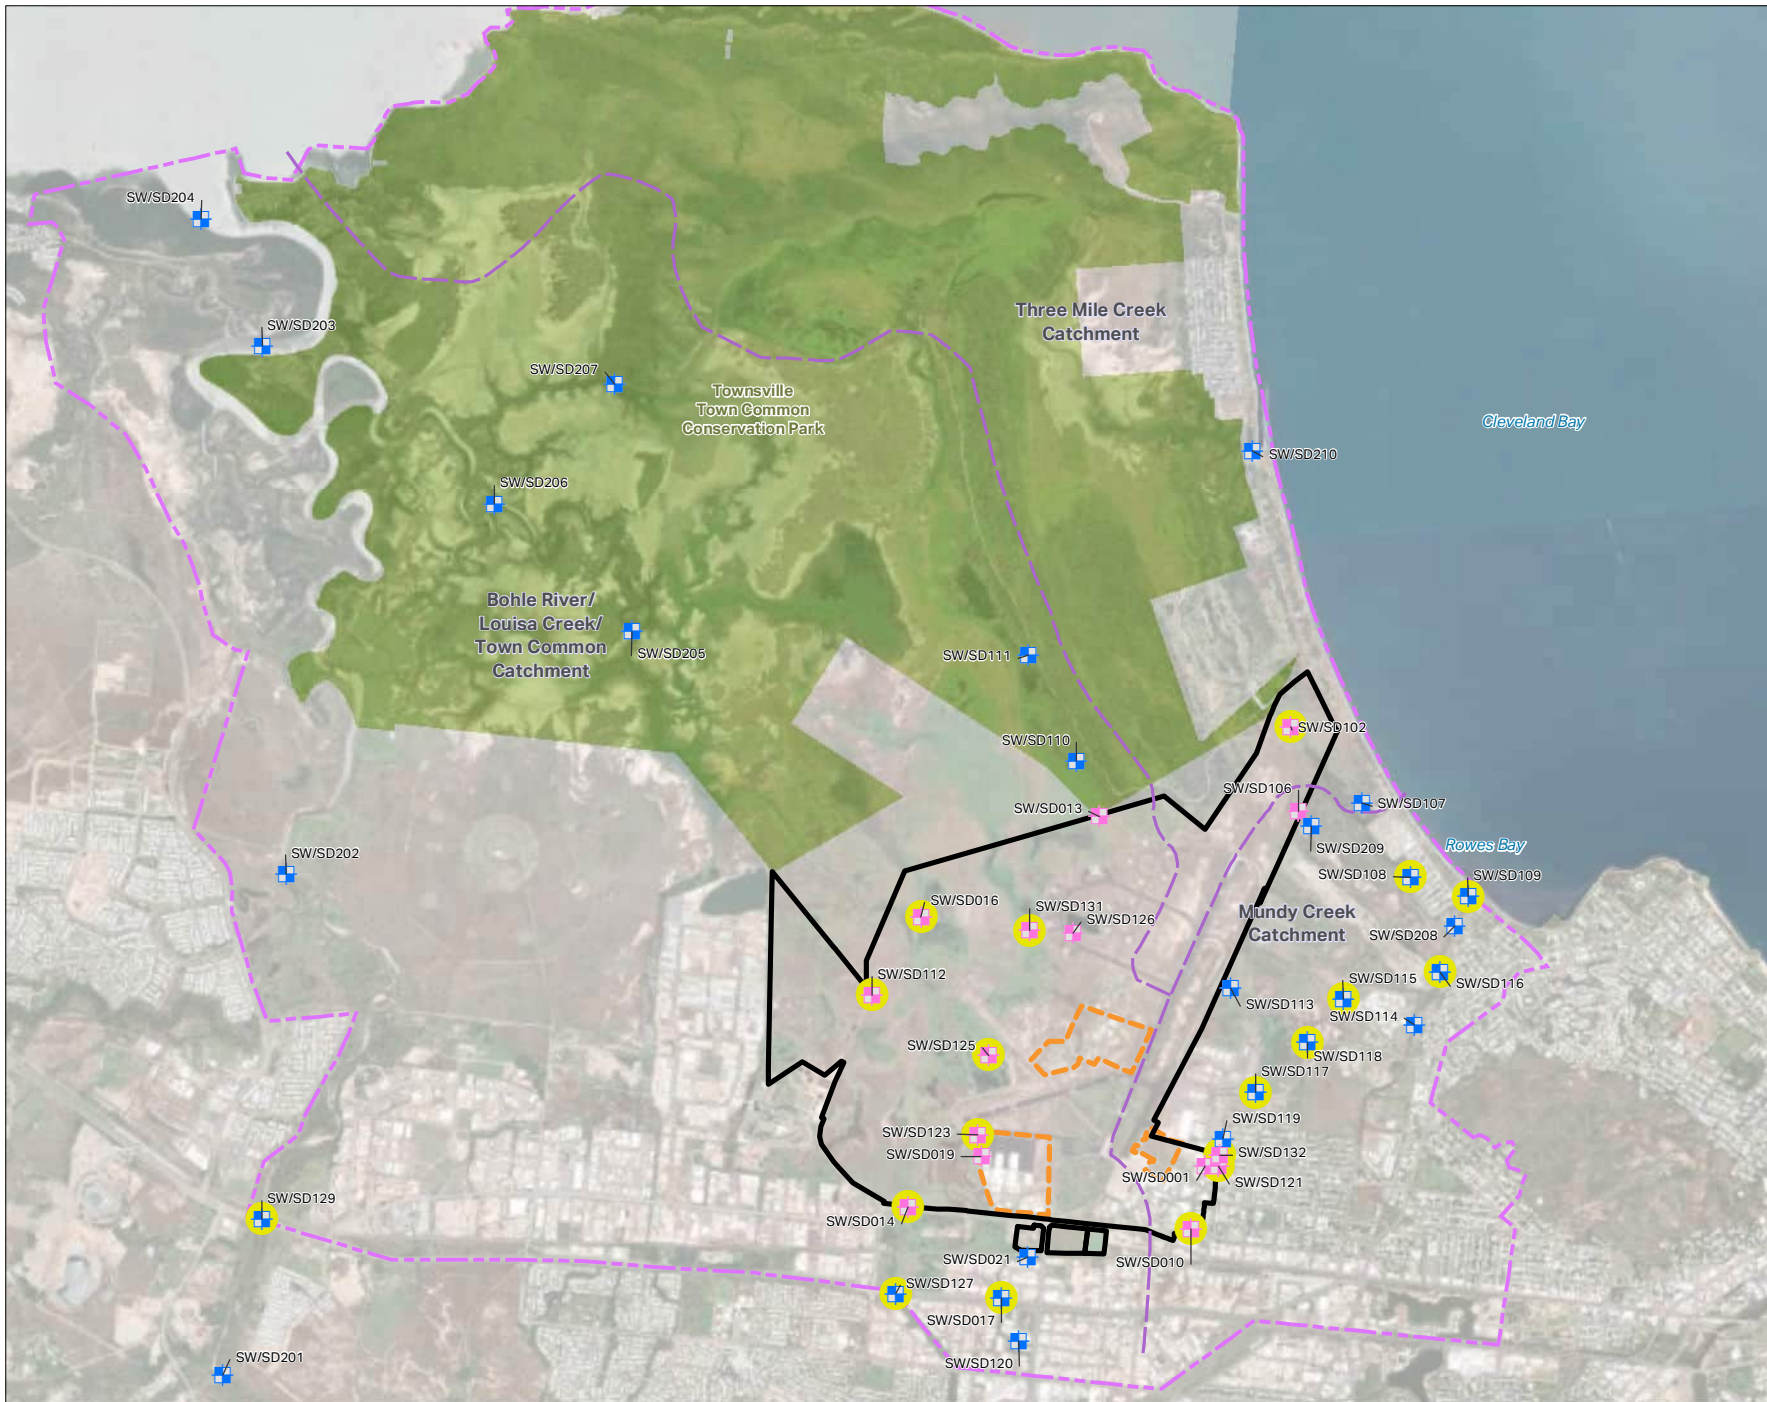 SW/SD204
SW/SD203
Three Mile Creek
Catchment
SW/SD207
Townsville
Town Common
Conservation Park
Cleveland Bay
SW/SD210
SW/SD206
Bohle River/
Louisa Creek/
Town Common
Catchment
SW/SD205
SW/SD111
SW/SD102
SW/SD110
SW/SD106
SW/SD107
SW/SD013
SW/SD209
Rowes Bay
SW/SD202
SW/SD108
SW/SD109
SW/SD016
SW/SD131
SW/SD126
Mundy Creek
Catchment
SW/SD208
SW/SD112
SW/SD115
SW/SD116
SW/SD113
SW/SD114
SW/SD125
SW/SD118
SW/SD117
SW/SD119
SW/SD123
SW/SD019
SW/SD132
SW/SD001
SW/SD121
SW/SD129
SW/SD014
SW/SD021
SW/SD010
SW/SD127
SW/SD017
SW/SD201
SW/SD120